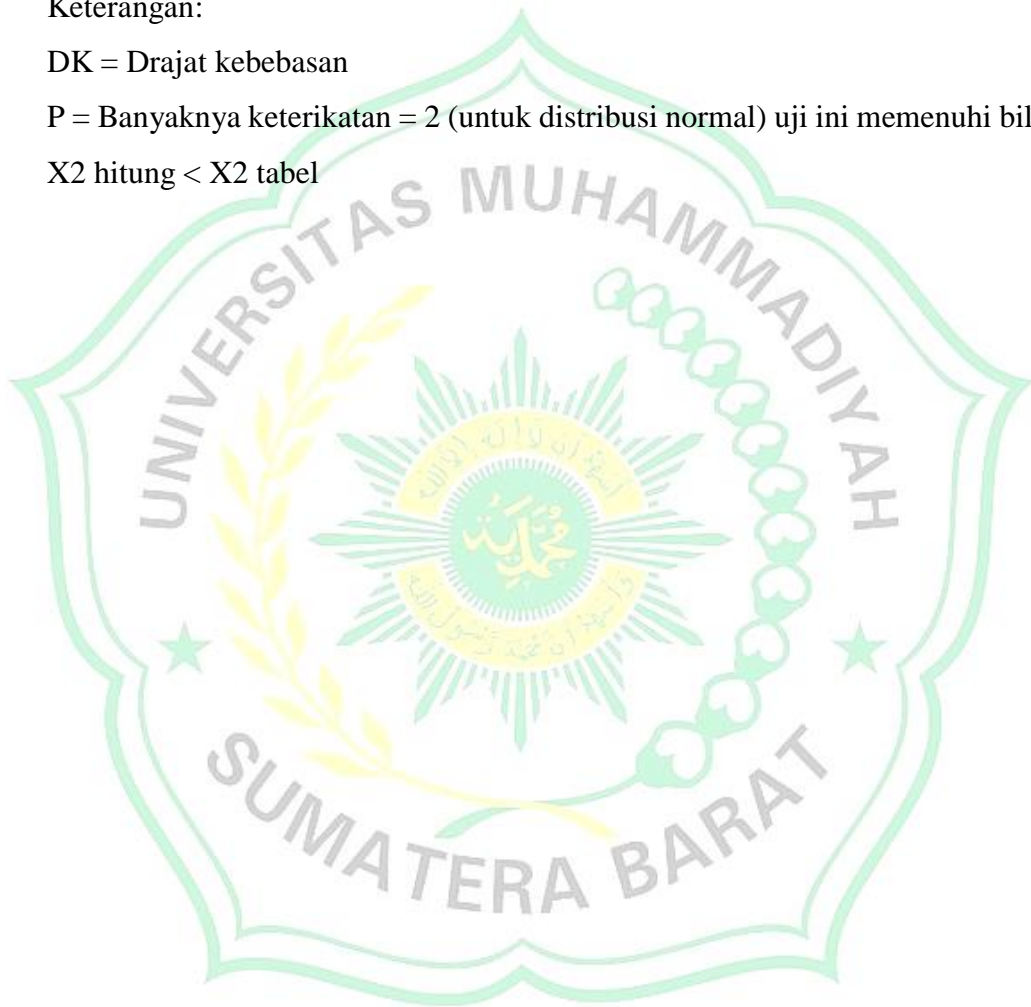 Keterangan:
DK = Drajat kebebasan
P = Banyaknya keterikatan = 2 (untuk distribusi normal) uji ini memenuhi bil
X2 hitung < X2 tabel
UNIVERSITAS MUHAMMADIYAH
محمدية
SUMATERA BARAT